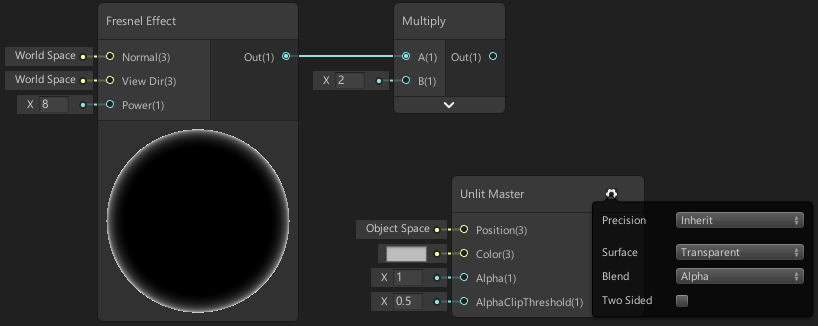 Fresnel Effect
World Space
Normal(3)
Out(1)
World Space
View Dir(3)
X 8
Power(1)
Multiply
A(1)
Out(1)
X 2
B(1)
Unlit Master
Object Space
Position(3)
Color(3)
X 1
Alpha(1)
X 0.5
AlphaClipThreshold(1)
Precision
Inherit
Surface
Transparent
Blend
Alpha
Two Sided